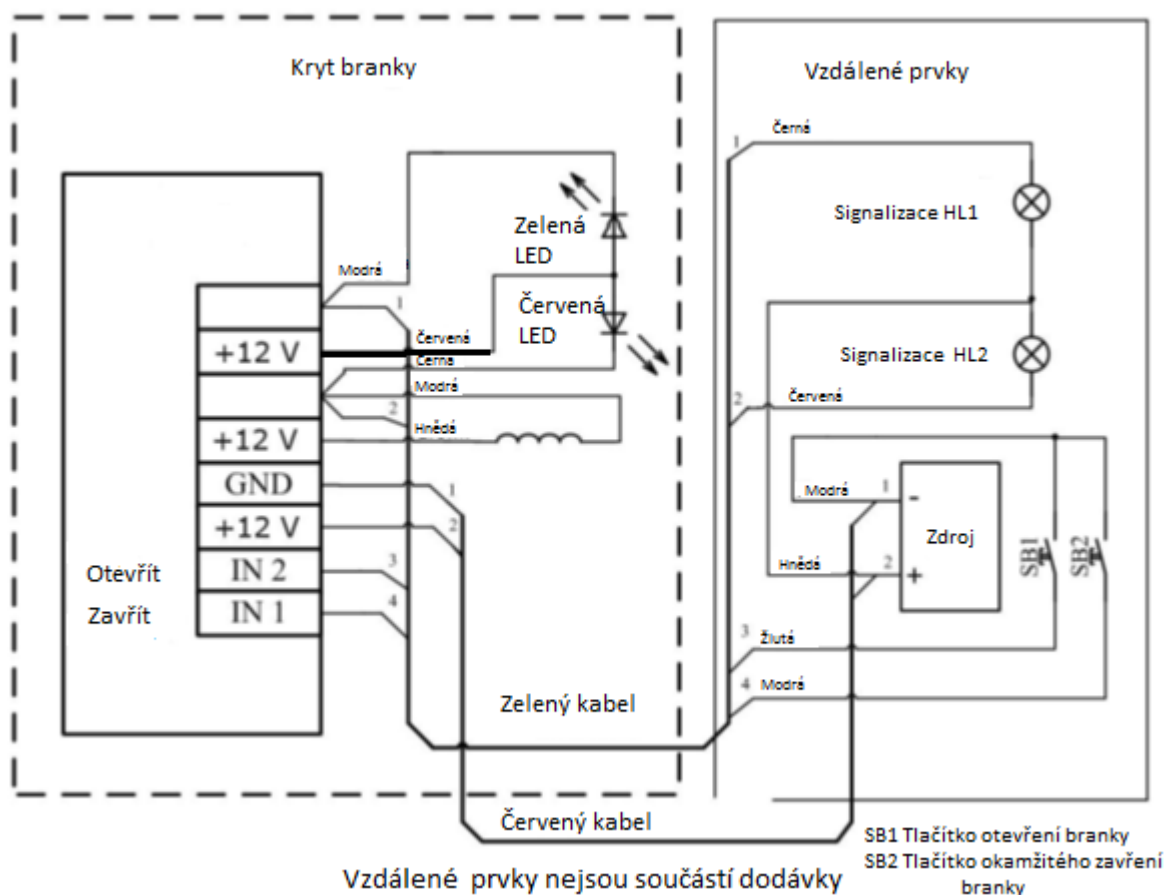 Kryt branky
Vzdálené prvky
1
Černá
Signalizace HL1
Zelená
LED
Modrá
1
Červená
LED
Červená
+12 V
Černá
Signalizace HL2
Modrá
2
2
Červená
Hnědá
+12 V
GND
1
Modrá
1
-
+12 V
2
Zdroj
SB1
SB2
Otevřít
IN 2
3
Hnědá
2
+
Zavřít
IN 1
4
3
Žlutá
4
Modrá
Zelený kabel
Červený kabel
SB1 Tlačítko otevření branky
SB2 Tlačítko okamžitého zavření
branky
Vzdálené prvky nejsou součástí dodávky